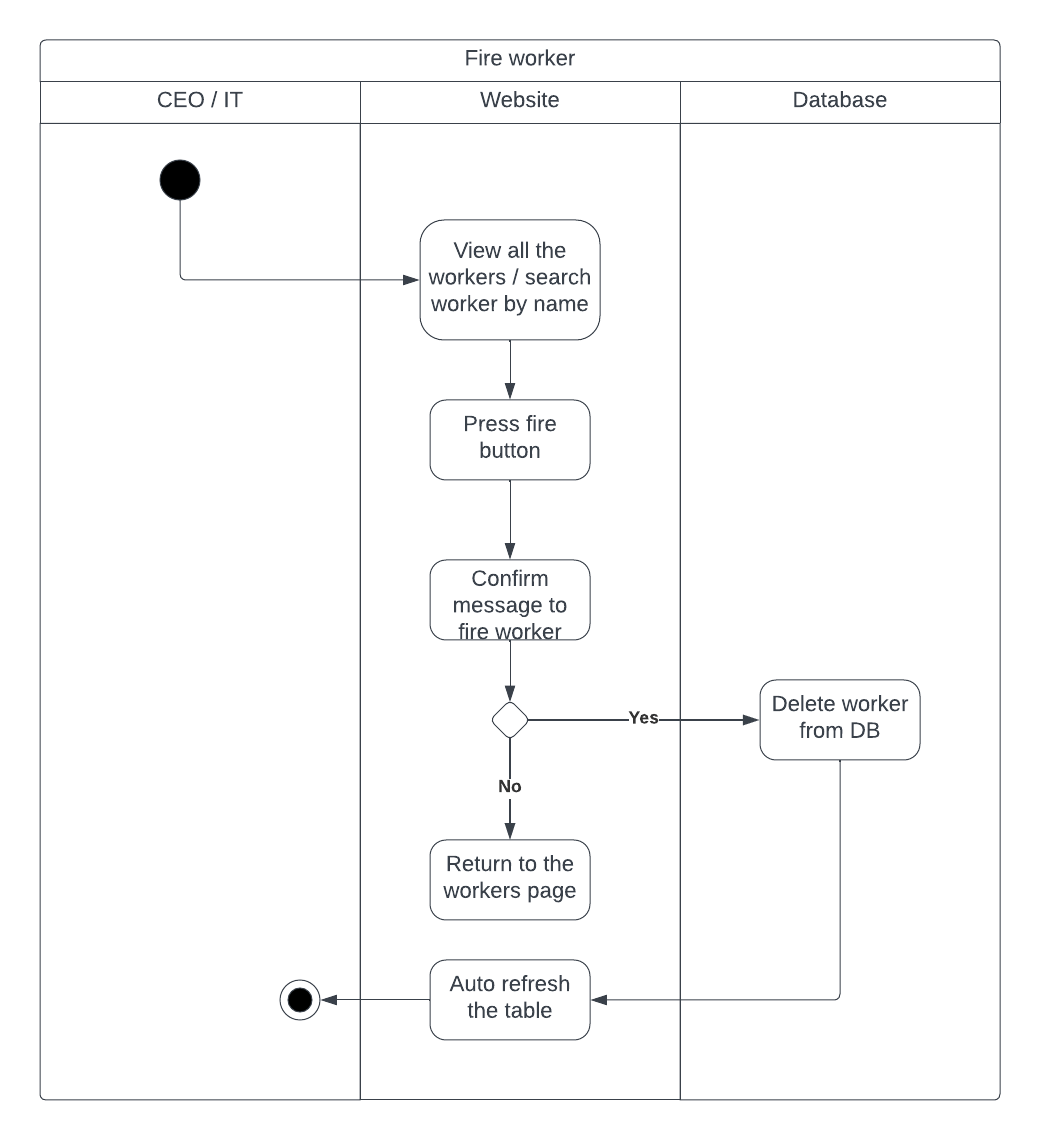 Fire worker
CEO / IT
Website
Database
View all the
workers / search
worker by name
Press fire
button
Confirm
message to
fire worker
Yes
Delete worker
from DB
No
Return to the
workers page
Auto refresh
the table